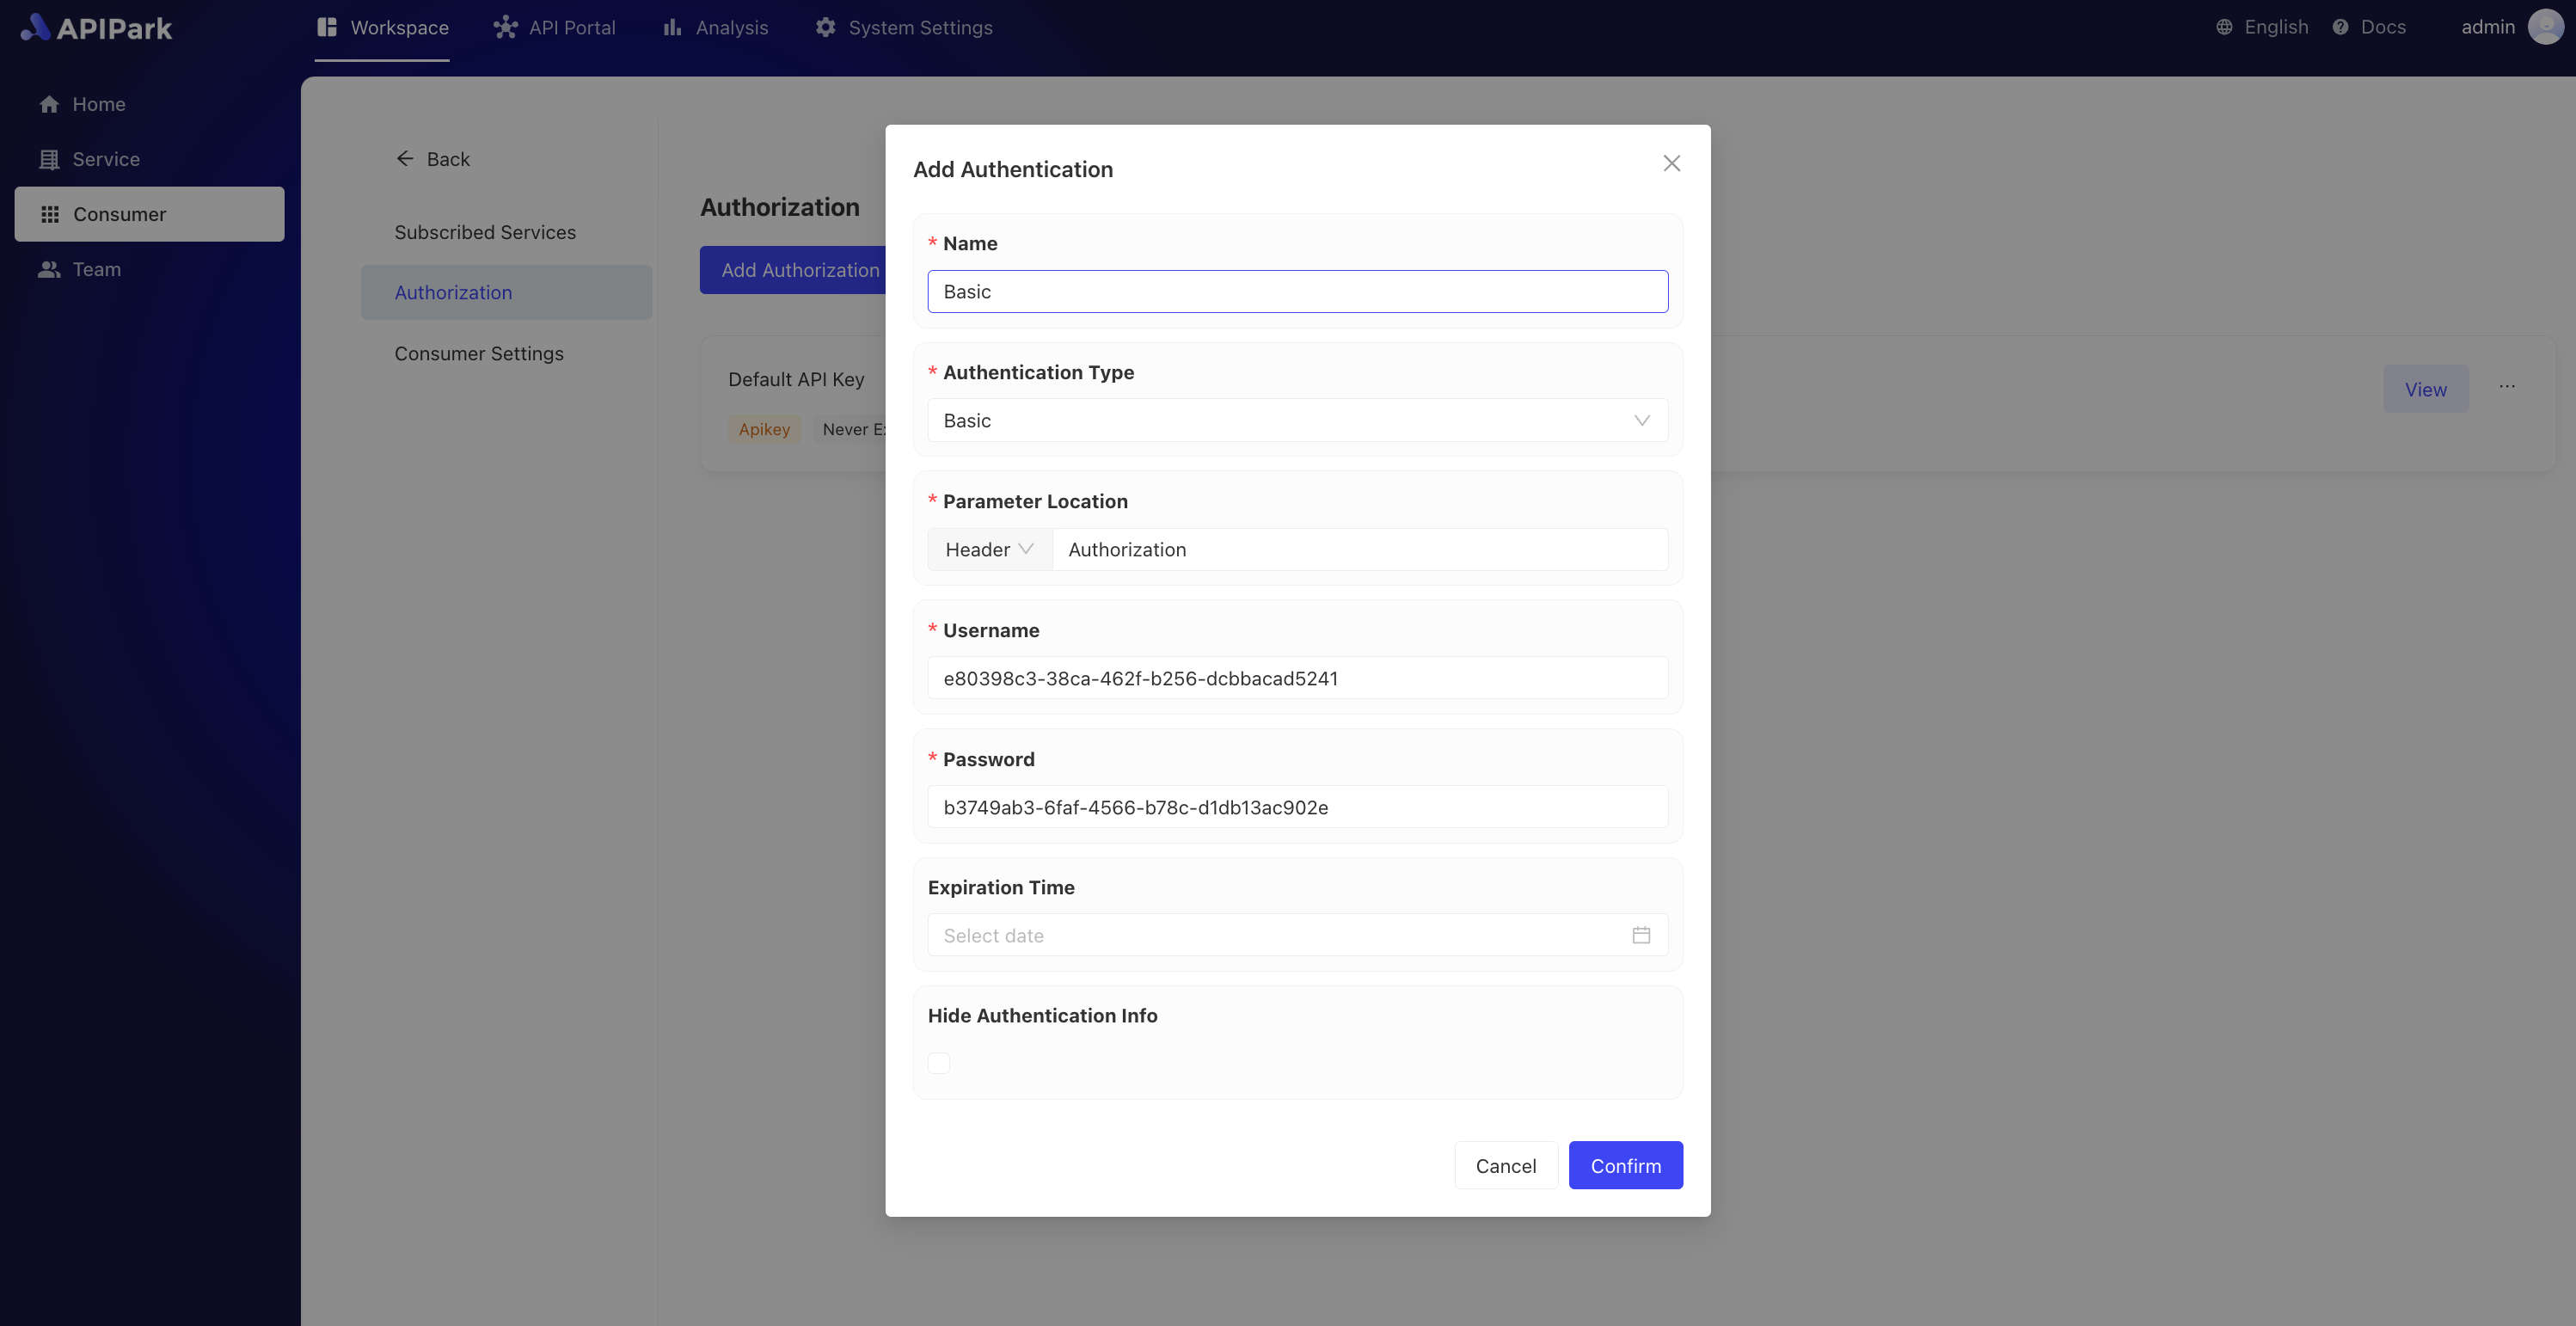 APIPark
Workspace
API Portal
Analysis
System Settings
English
Docs
admin
Home
Service
Consumer
Team
Back
Subscribed Services
Authorization
Consumer Settings
Authorization
Add Authorization
Default API Key
Apikey
Never Ex
View
...
Add Authentication
* Name
Basic
* Authentication Type
Basic
* Parameter Location
Header Authorization
* Username
e80398c3-38ca-462f-b256-dcbbacad5241
* Password
b3749ab3-6faf-4566-b78c-d1db13ac902e
Expiration Time
Select date
Hide Authentication Info
Cancel
Confirm